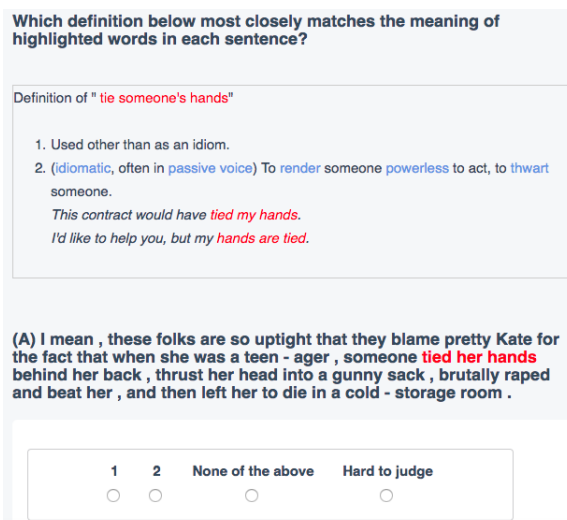 Which definition below most closely matches the meaning of
highlighted words in each sentence?
Definition of " tie someone's hands"
1. Used other than as an idiom.
2. (idiomatic, often in passive voice) To render someone powerless to act, to thwart
someone.
This contract would have tied my hands.
I'd like to help you, but my hands are tied.
(A) I mean , these folks are so uptight that they blame pretty Kate for
the fact that when she was a teen - ager , someone tied her hands
behind her back , thrust her head into a gunny sack , brutally raped
and beat her , and then left her to die in a cold - storage room .
1 2 None of the above Hard to judge